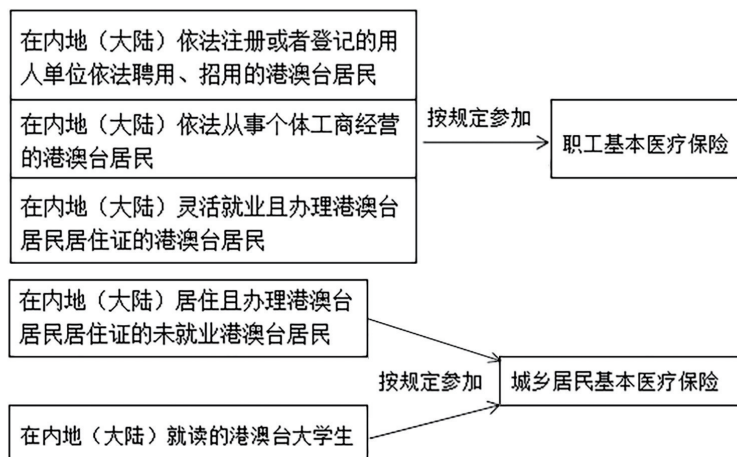 在内地（大陆）依法注册或者登记的用
人单位依法聘用、招用的港澳台居民
在内地（大陆）依法从事个体工商经营
的港澳台居民
在内地（大陆）灵活就业且办理港澳台
居民居住证的港澳台居民
按规定参加
职工基本医疗保险
在内地（大陆）居住且办理港澳台
居民居住证的未就业港澳台居民
在内地（大陆）就读的港澳台大学生
按规定参加
城乡居民基本医疗保险